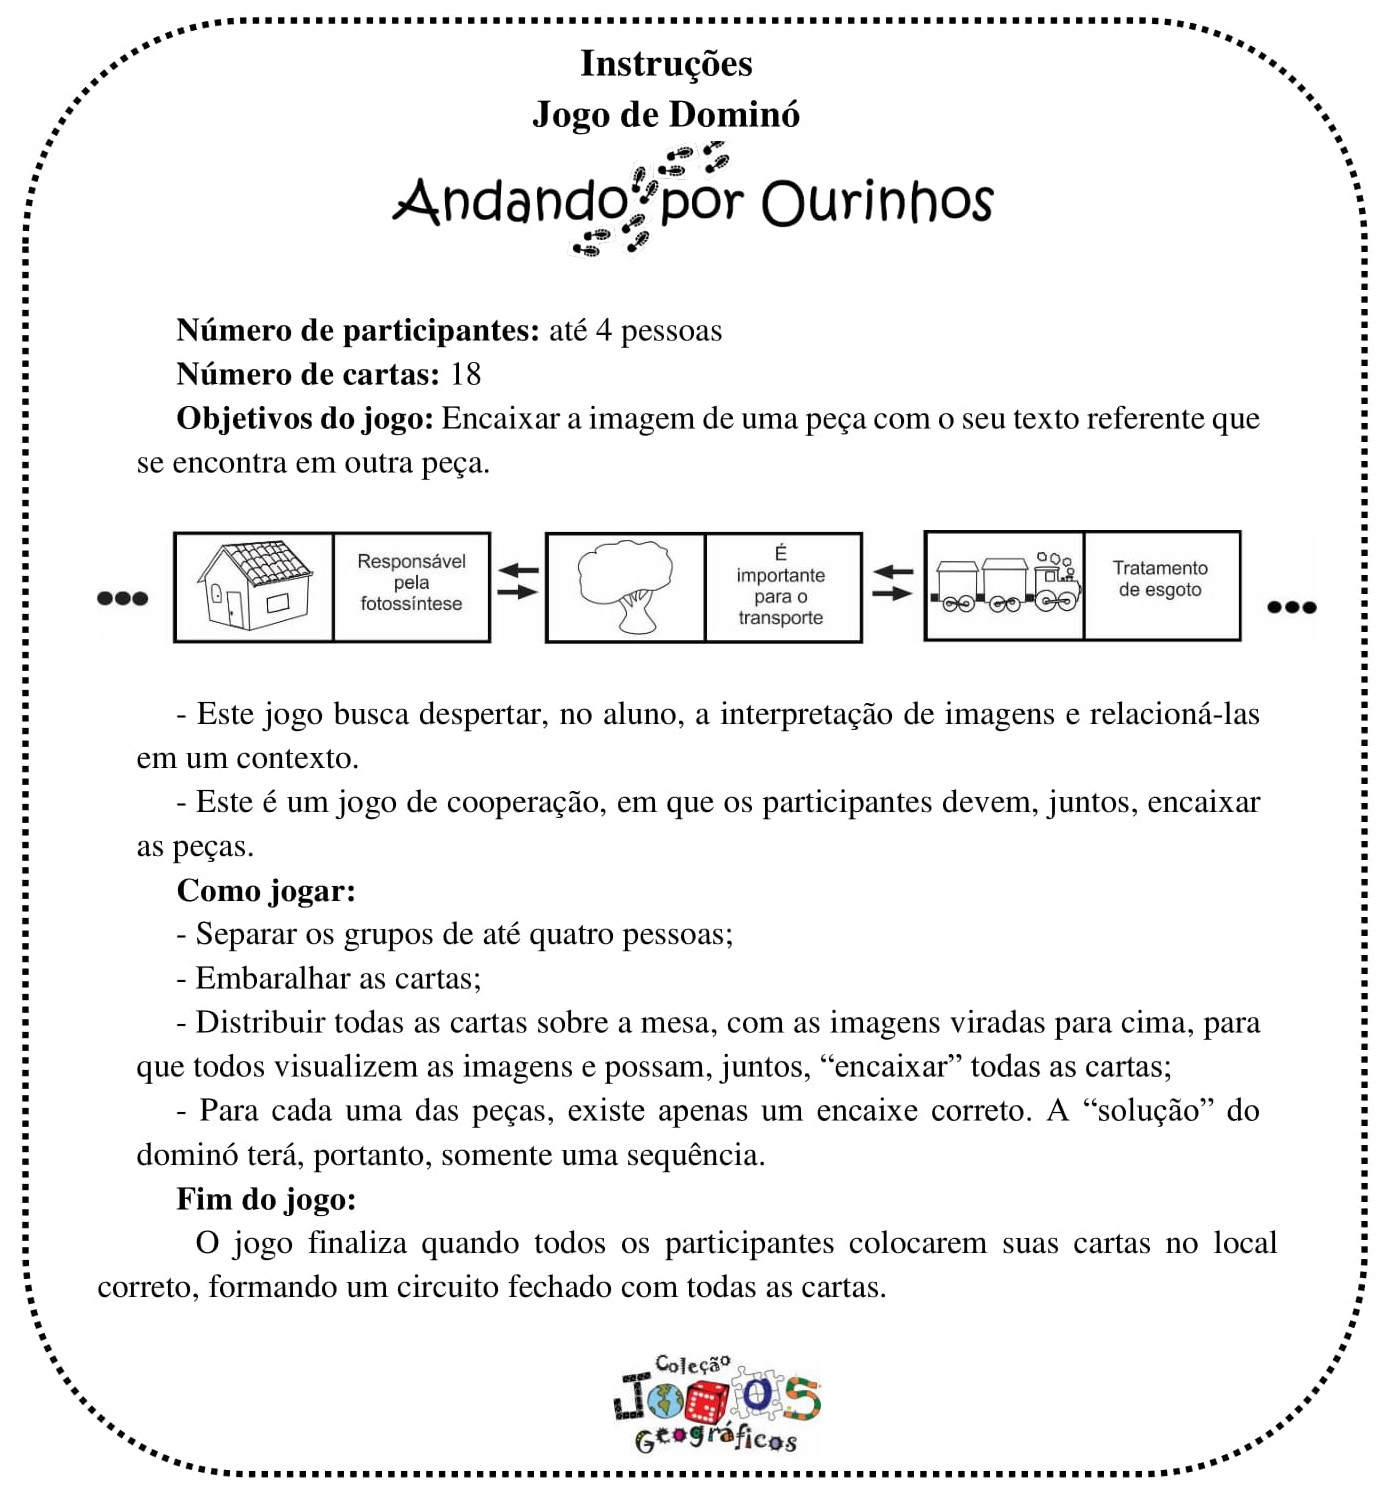 Instruções
Jogo de Dominó
Andando por Ourinhos
Número de participantes: até 4 pessoas
Número de cartas: 18
Objetivos do jogo: Encaixar a imagem de uma peça com o seu texto referente que
se encontra em outra peça.
Responsável
pela
fotossíntese
É
importante
para o
transporte
Tratamento
de esgoto
- Este jogo busca despertar, no aluno, a interpretação de imagens e relacioná-las
em um contexto.
- Este é um jogo de cooperação, em que os participantes devem, juntos, encaixar
as peças.
Como jogar:
- Separar os grupos de até quatro pessoas;
- Embaralhar as cartas;
- Distribuir todas as cartas sobre a mesa, com as imagens viradas para cima, para
que todos visualizem as imagens e possam, juntos, “encaixar” todas as cartas;
- Para cada uma das peças, existe apenas um encaixe correto. A “solução” do
dominó terá, portanto, somente uma sequência.
Fim do jogo:
O jogo finaliza quando todos os participantes colocarem suas cartas no local
correto, formando um circuito fechado com todas as cartas.
Coleção
JOGOS
Geográficos